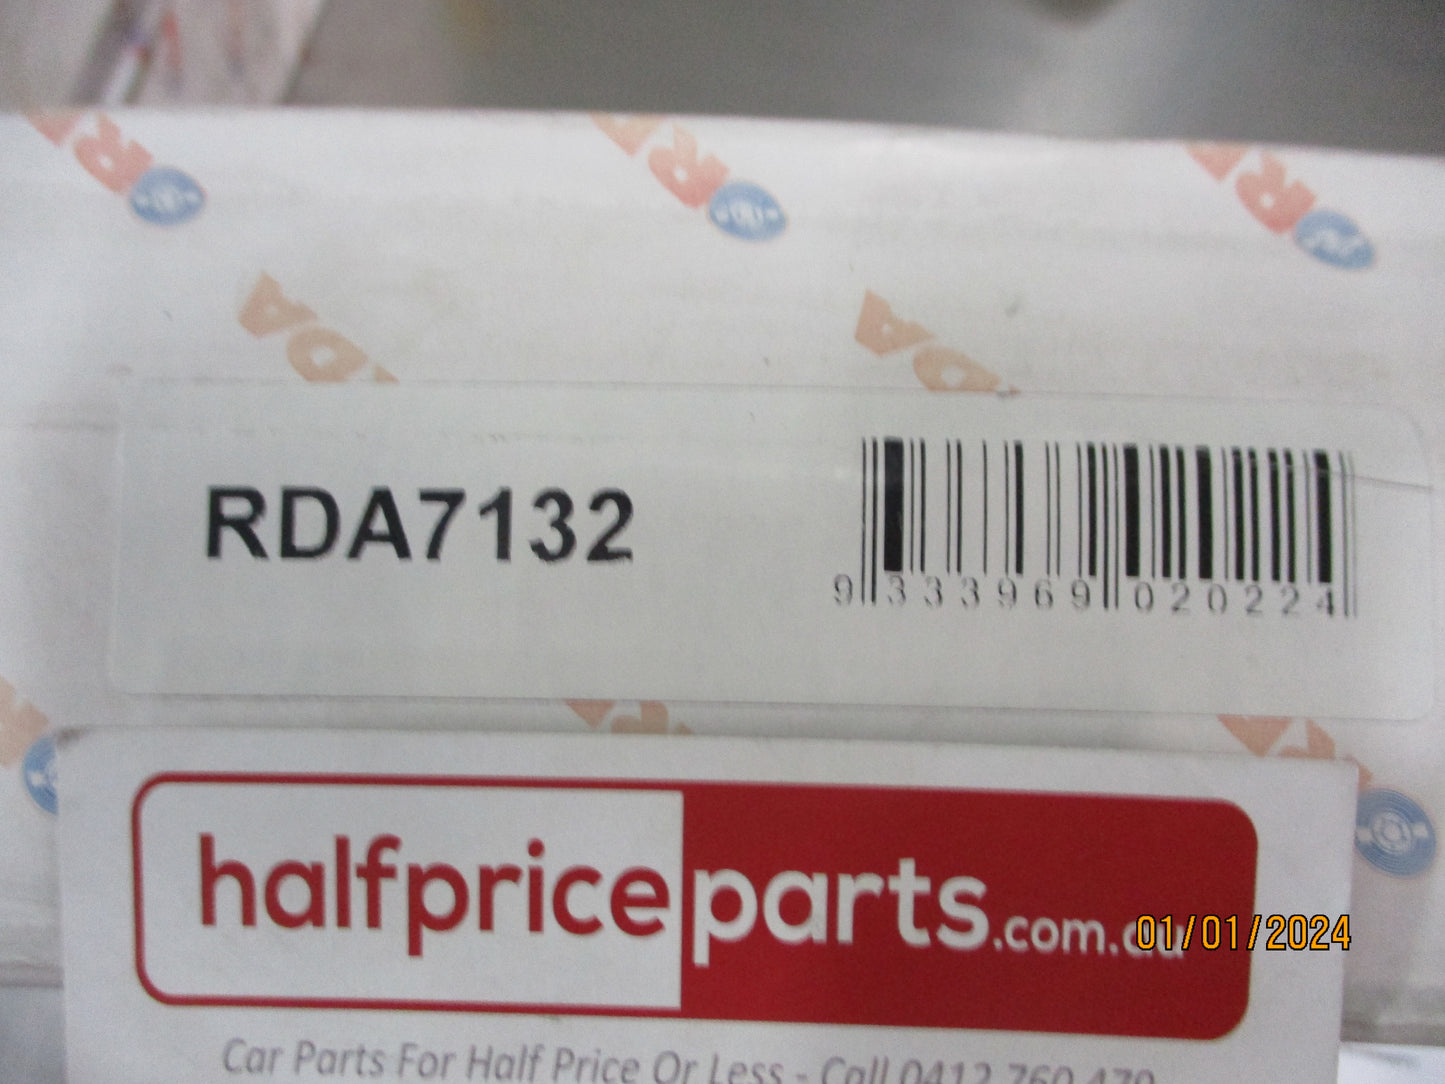 RDA7132
9 333969 020224
halfpriceparts.com.au
01/01/2024
Car Parts For Half Price Or Less - Call 0412 760 479